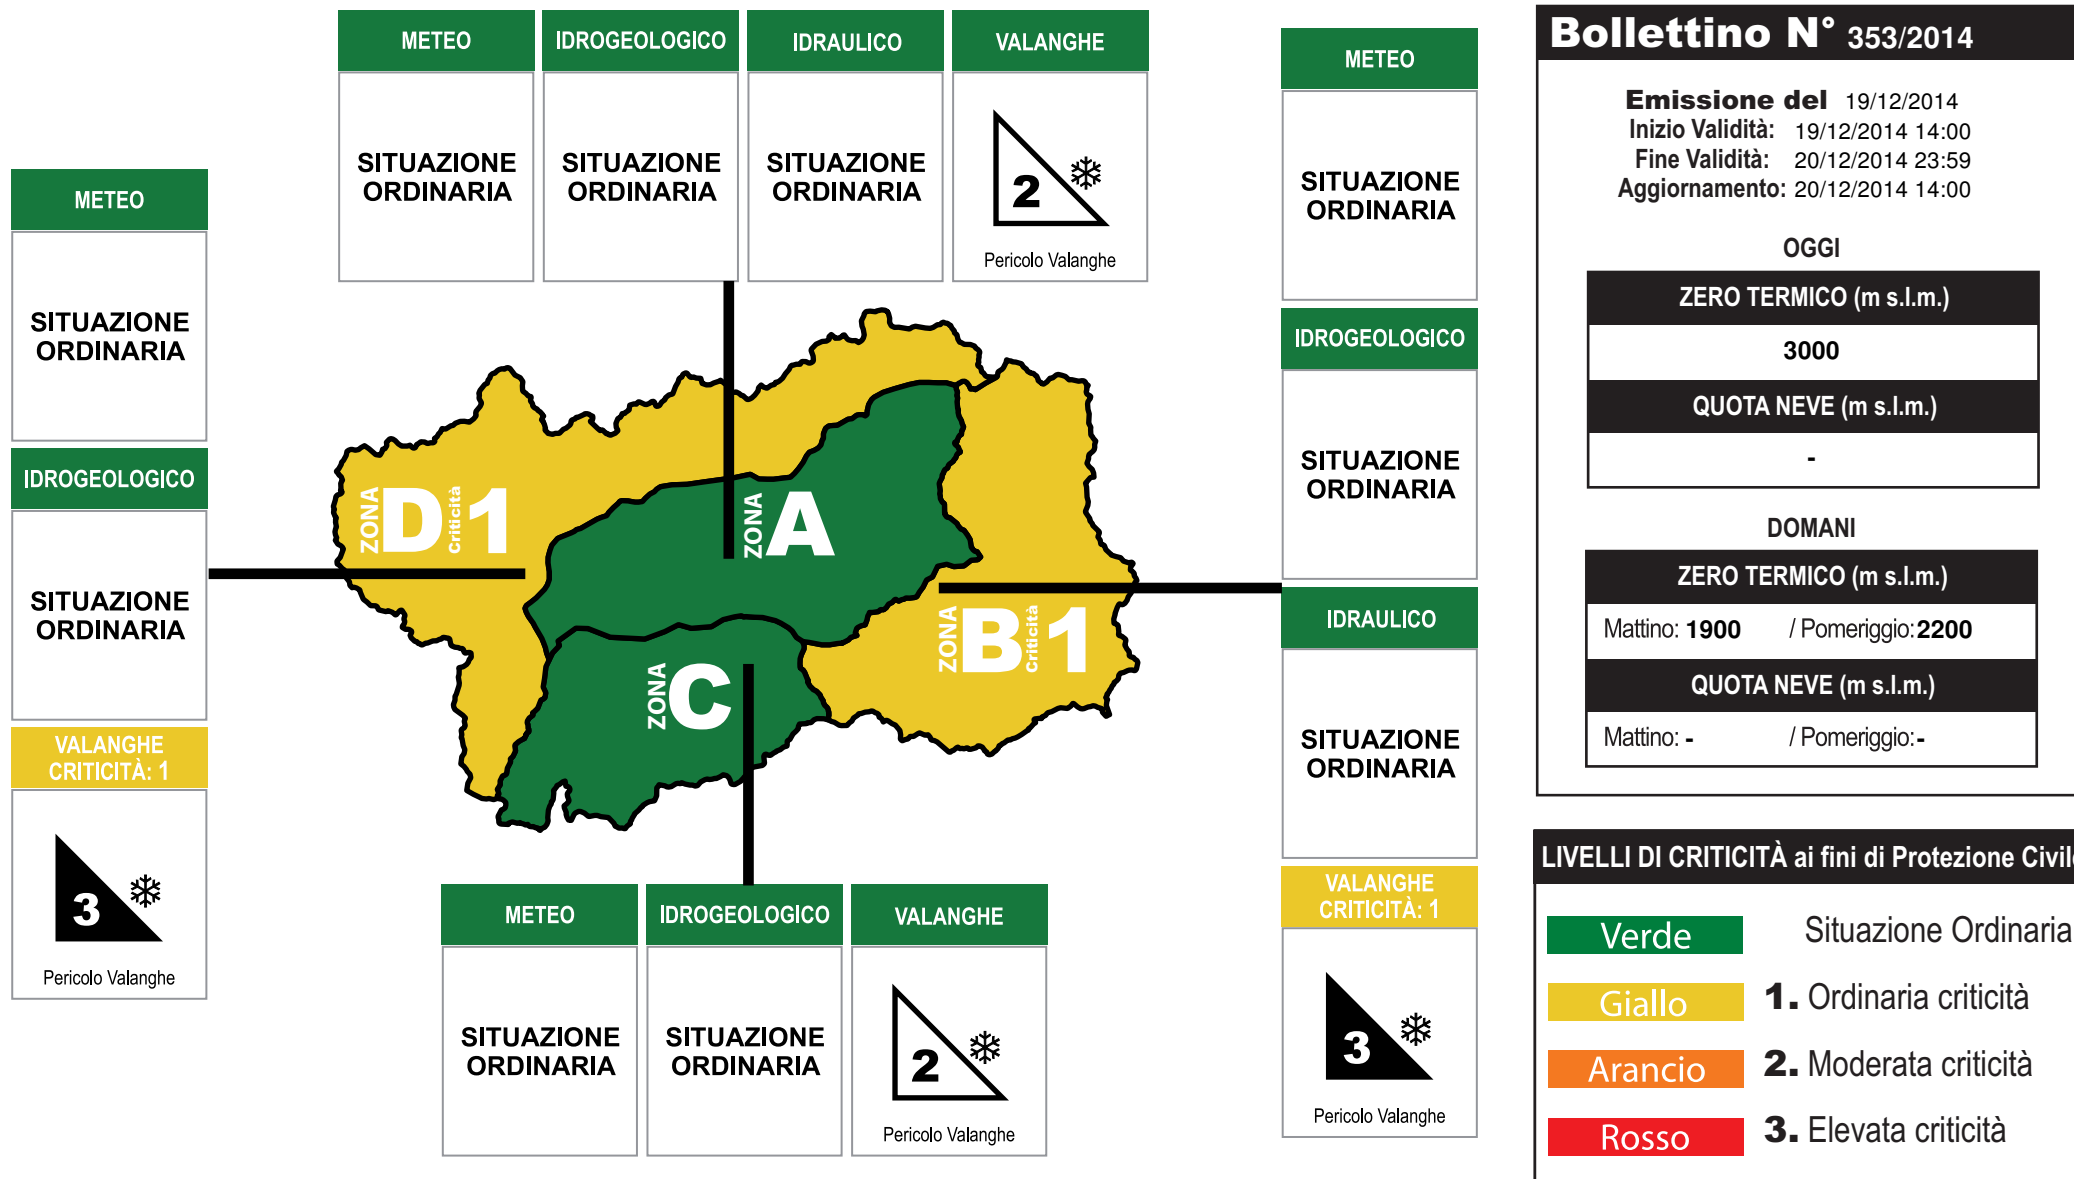 METEO
IDROGEOLOGICO
IDRAULICO
VALANGHE
SITUAZIONE
ORDINARIA
SITUAZIONE
ORDINARIA
SITUAZIONE
ORDINARIA
2
Pericolo Valanghe
METEO
SITUAZIONE
ORDINARIA
IDROGEOLOGICO
SITUAZIONE
ORDINARIA
VALANGHE
CRITICITÀ: 1
3
Pericolo Valanghe
ZONA D Criticità 1
ZONA A
ZONA B Criticità 1
ZONA C
METEO
IDROGEOLOGICO
VALANGHE
SITUAZIONE
ORDINARIA
SITUAZIONE
ORDINARIA
2
Pericolo Valanghe
METEO
SITUAZIONE
ORDINARIA
IDROGEOLOGICO
SITUAZIONE
ORDINARIA
IDRAULICO
SITUAZIONE
ORDINARIA
VALANGHE
CRITICITÀ: 1
3
Pericolo Valanghe
Bollettino N° 353/2014
Emissione del 19/12/2014
Inizio Validità: 19/12/2014 14:00
Fine Validità: 20/12/2014 23:59
Aggiornamento: 20/12/2014 14:00
OGGI
ZERO TERMICO (m s.l.m.)
3000
QUOTA NEVE (m s.l.m.)
-
DOMANI
ZERO TERMICO (m s.l.m.)
Mattino: 1900 / Pomeriggio: 2200
QUOTA NEVE (m s.l.m.)
Mattino: - / Pomeriggio: -
LIVELLI DI CRITICITÀ ai fini di Protezione Civile
Verde Situazione Ordinaria
Giallo 1. Ordinaria criticità
Arancio 2. Moderata criticità
Rosso 3. Elevata criticità